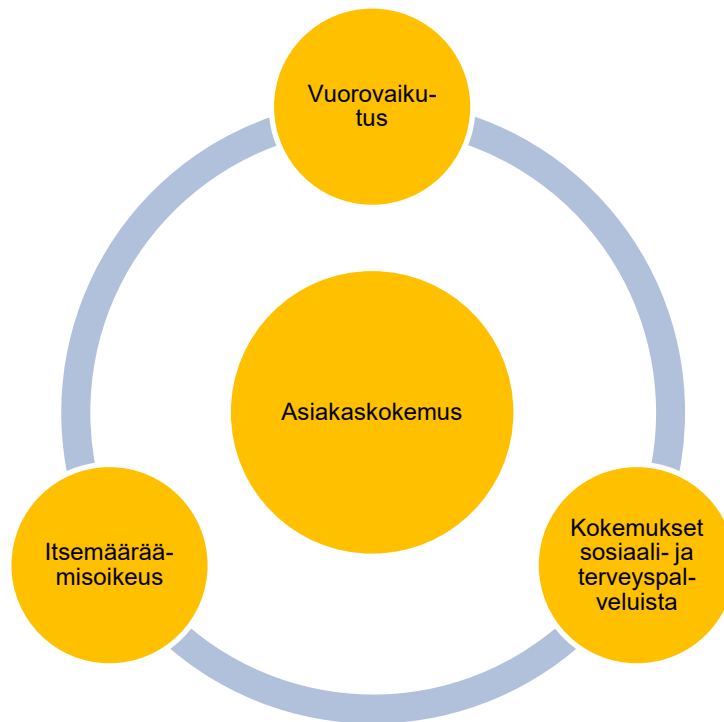 Vuorovaiku-
tus
Asiakaskokemus
Itsemäärää-
misoikeus
Kokemukset
sosiaali- ja
terveyspal-
veluista